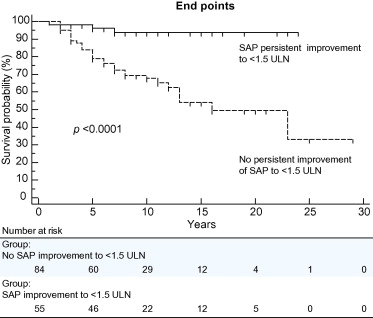 End points
Survival probability (%)
100
90
80
70
60
50
40
30
20
10
0
SAP persistent improvement
to <1.5 ULN
p <0.0001
No persistent improvement
of SAP to <1.5 ULN
0 5 10 15 20 25 30
Years
Number at risk
Group:
No SAP improvement to <1.5 ULN
84 60 29 12 4 1 0
Group:
SAP improvement to <1.5 ULN
55 46 22 12 5 0 0